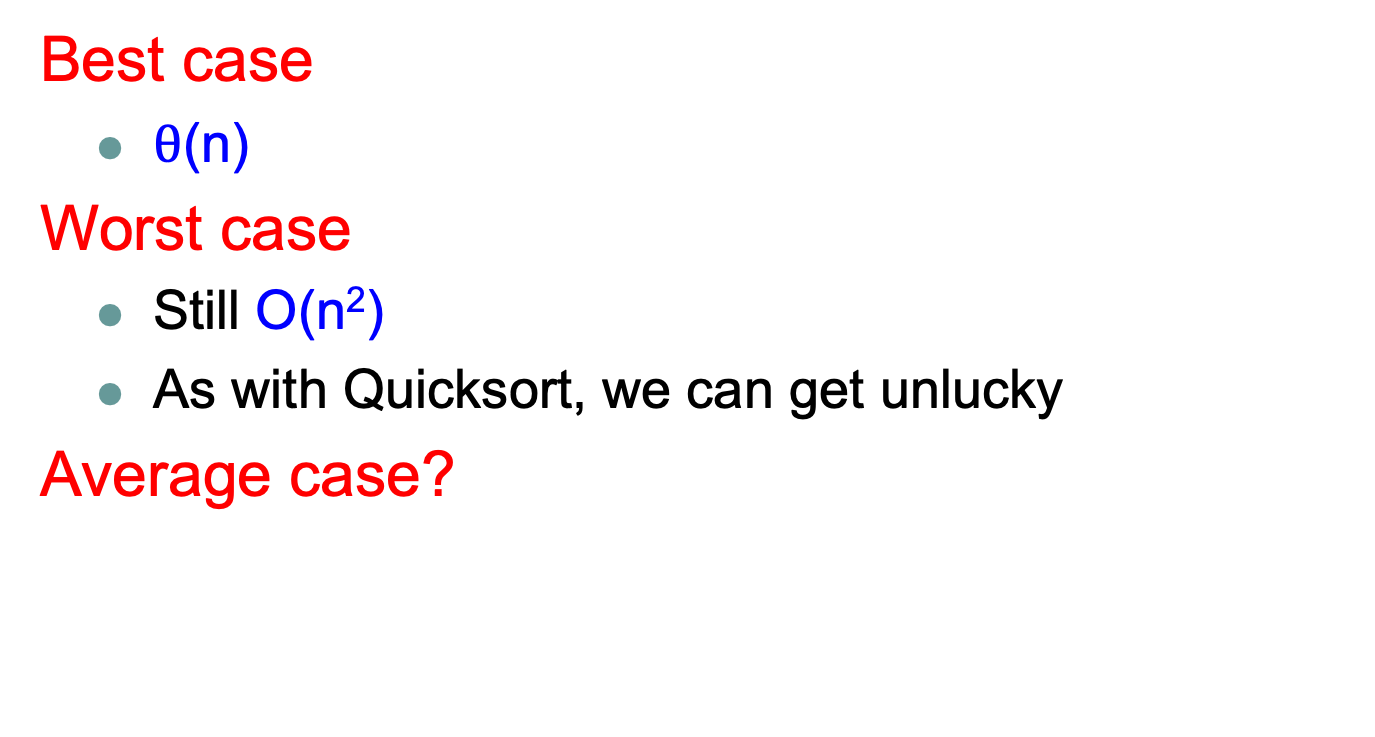 Best case
● θ(n)
Worst case
● Still O(n²)
● As with Quicksort, we can get unlucky
Average case?